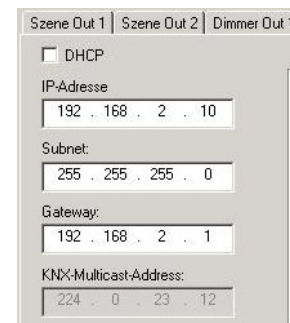 Szene Out 1 Szene Out 2 Dimmer Out
DHCP
IP-Adresse
192 . 168 . 2 . 10
Subnet:
255 . 255 . 255 . 0
Gateway:
192 . 168 . 2 . 1
KNX-Multicast-Address:
224 . 0 . 23 . 12